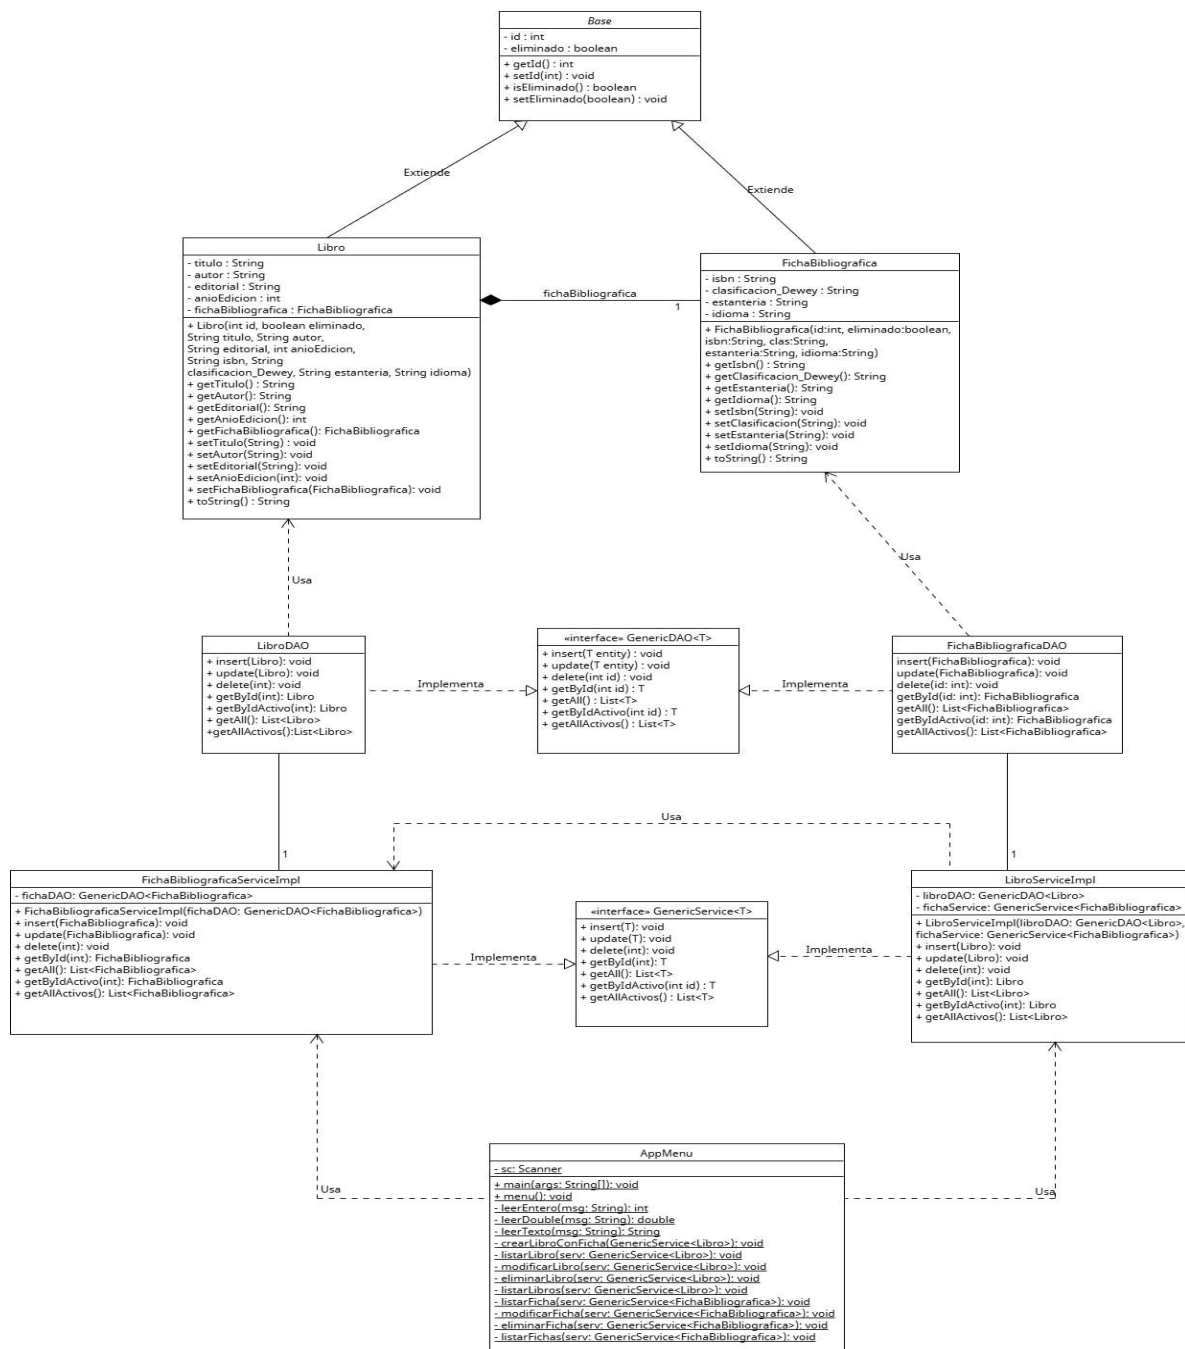 Base
- id : int
- eliminado : boolean
+ getId() : int
+ setId(int) : void
+ isEliminado() : boolean
+ setEliminado(boolean) : void
Extiende
Extiende
Libro
- titulo : String
- autor : String
- editorial : String
- anioEdicion : int
- fichaBibliografica : FichaBibliografica
+ Libro(int id, boolean eliminado,
String titulo, String autor,
String editorial, int anioEdicion,
String isbn, String
clasificacion_Dewey, String estanteria, String idioma)
+ getTitulo() : String
+ getAutor(): String
+ getEditorial(): String
+ getAnioEdicion(): int
+ getFichaBibliografica(): FichaBibliografica
+ setTitulo(String) : void
+ setAutor(String): void
+ setEditorial(String): void
+ setAnioEdicion(int): void
+ setFichaBibliografica(FichaBibliografica): void
+ toString() : String
fichaBibliografica
1
FichaBibliografica
- isbn : String
- clasificacion_Dewey : String
- estanteria : String
- idioma : String
+ FichaBibliografica(id:int, eliminado:boolean,
isbn:String, clas:String,
estanteria:String, idioma:String)
+ getIsbn() : String
+ getClasificacion_Dewey(): String
+ getEstanteria(): String
+ getIdioma(): String
+ setIsbn(String): void
+ setClasificacion(String): void
+ setEstanteria(String): void
+ setIdioma(String): void
+ toString() : String
Usa
Usa
LibroDAO
+ insert(Libro): void
+ update(Libro): void
+ delete(int): void
+ getById(int): Libro
+ getByIdActivo(int): Libro
+ getAll(): List<Libro>
+getAllActivos():List<Libro>
Implementa
«interface» GenericDAO<T>
+ insert(T entity) : void
+ update(T entity) : void
+ delete(int id) : void
+ getById(int id) : T
+ getAll() : List<T>
+ getByIdActivo(int id) : T
+ getAllActivos() : List<T>
Implementa
FichaBibliograficaDAO
insert(FichaBibliografica): void
update(FichaBibliografica): void
delete(id: int): void
getById(id: int): FichaBibliografica
getAll(): List<FichaBibliografica>
getByIdActivo(id: int): FichaBibliografica
getAllActivos(): List<FichaBibliografica>
Usa
1
1
FichaBibliograficaServiceImpl
- fichaDAO: GenericDAO<FichaBibliografica>
+ FichaBibliograficaServiceImpl(fichaDAO: GenericDAO<FichaBibliografica>)
+ insert(FichaBibliografica): void
+ update(FichaBibliografica): void
+ delete(int): void
+ getById(int): FichaBibliografica
+ getAll(): List<FichaBibliografica>
+ getByIdActivo(int): FichaBibliografica
+ getAllActivos(): List<FichaBibliografica>
Implementa
«interface» GenericService<T>
+ insert(T): void
+ update(T): void
+ delete(int): void
+ getById(int): T
+ getAll(): List<T>
+ getByIdActivo(int id) : T
+ getAllActivos() : List<T>
Implementa
LibroServiceImpl
- libroDAO: GenericDAO<Libro>
- fichaService: GenericService<FichaBibliografica>
+ LibroServiceImpl(libroDAO: GenericDAO<Libro>,
fichaService: GenericService<FichaBibliografica>)
+ insert(Libro): void
+ update(Libro): void
+ delete(int): void
+ getById(int): Libro
+ getAll(): List<Libro>
+ getByIdActivo(int): Libro
+ getAllActivos(): List<Libro>
Usa
Usa
AppMenu
- sc: Scanner
+ main(args: String[]): void
+ menu(): void
- leerEntero(msg: String): int
- leerDouble(msg: String): double
- leerTexto(msg: String): String
- crearLibroConFicha(GenericService<Libro>): void
- listarLibro(serv: GenericService<Libro>): void
- modificarLibro(serv: GenericService<Libro>): void
- eliminarLibro(serv: GenericService<Libro>): void
- listarLibros(serv: GenericService<Libro>): void
- listarFicha(serv: GenericService<FichaBibliografica>): void
- modificarFicha(serv: GenericService<FichaBibliografica>): void
- eliminarFicha(serv: GenericService<FichaBibliografica>): void
- listarFichas(serv: GenericService<FichaBibliografica>): void